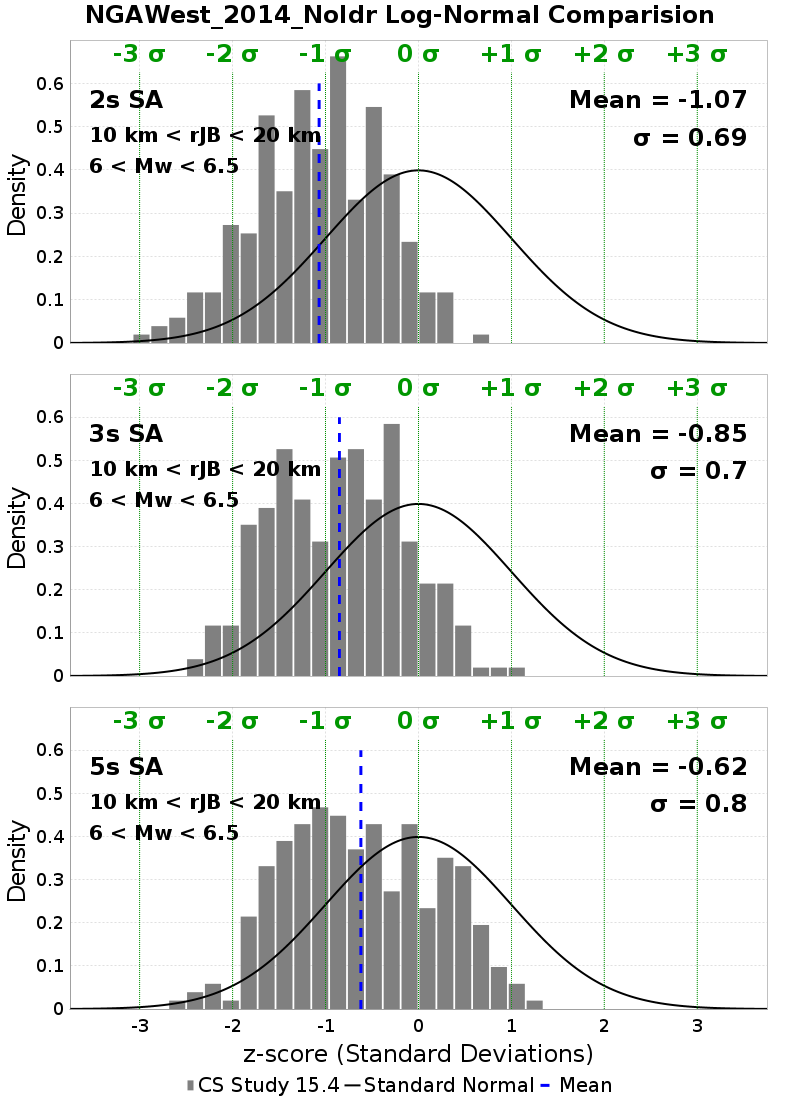 NGAWest_2014_NoIdr Log-Normal Comparision
-3 σ -2 σ -1 σ 0 σ +1 σ +2 σ +3 σ
2s SA
Mean = -1.07
10 km < rJB < 20 km
σ = 0.69
6 < Mw < 6.5
Density
0.6
0.5
0.4
0.3
0.2
0.1
0
-3 σ -2 σ -1 σ 0 σ +1 σ +2 σ +3 σ
3s SA
Mean = -0.85
10 km < rJB < 20 km
σ = 0.7
6 < Mw < 6.5
Density
0.6
0.5
0.4
0.3
0.2
0.1
0
-3 σ -2 σ -1 σ 0 σ +1 σ +2 σ +3 σ
5s SA
Mean = -0.62
10 km < rJB < 20 km
σ = 0.8
6 < Mw < 6.5
Density
0.6
0.5
0.4
0.3
0.2
0.1
0
-3 -2 -1 0 1 2 3
z-score (Standard Deviations)
CS Study 15.4 Standard Normal Mean